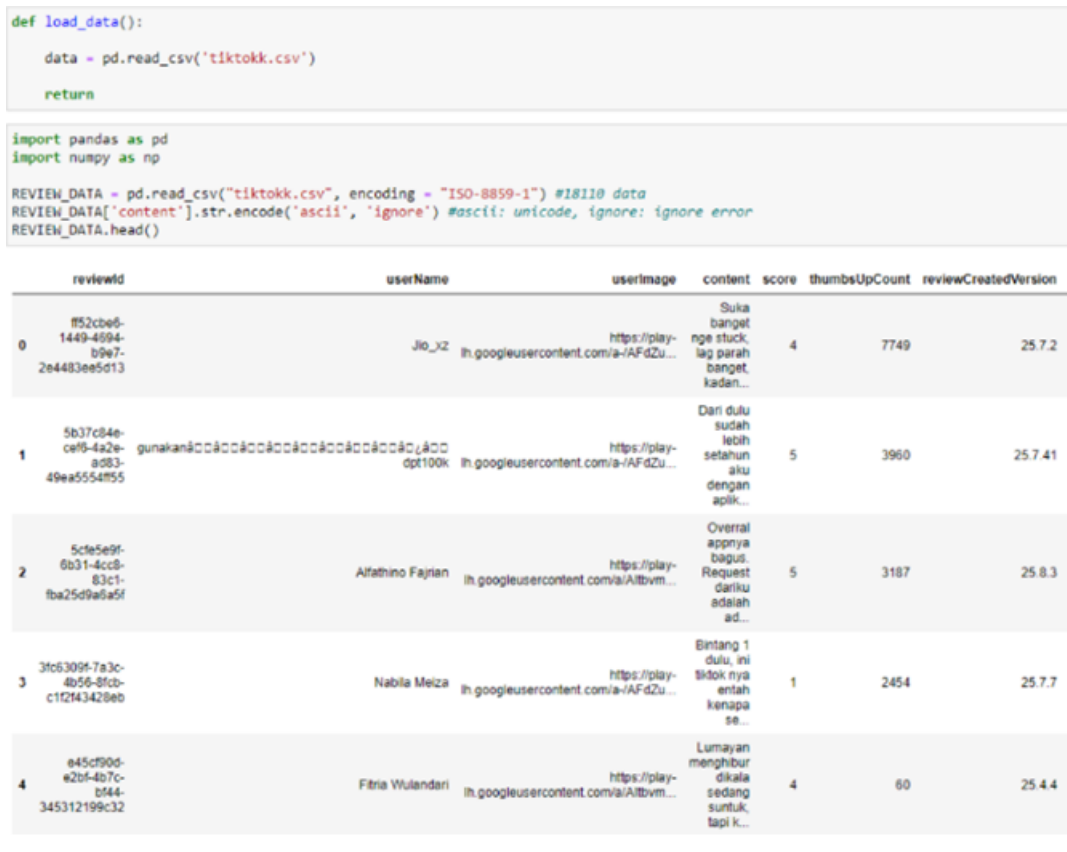 def load_data():
data = pd.read_csv('tiktokk.csv')
return
import pandas as pd
import numpy as np
REVIEW_DATA = pd.read_csv("tiktokk.csv", encoding = "ISO-8859-1") #18110 data
REVIEW_DATA['content'].str.encode('ascii', 'ignore') #ascii: unicode, ignore: ignore error
REVIEW_DATA.head()
reviewId userName userImage content score thumbsUpCount reviewCreatedVersion
0 ff52cbe6-1449-4694-b9e7-2e4483ee5d13 Jio_xz https://play-lh.googleusercontent.com/a-/AFdZu... Suka banget nge stuck, lag parah banget, kadan... 4 7749 25.7.2
1 5b37c84e-cef6-4a2e-ad83-49ea5554ff55 dpt100k https://play-lh.googleusercontent.com/a-/AFdZu... Dari dulu sudah lebih setahun aku dengan aplik... 5 3960 25.7.41
2 5cfe5e9f-6b31-4cc8-83c1-fba25d9a6a5f Alfathino Fajrian https://play-lh.googleusercontent.com/a/ALtbvm... Overral appnya bagus. Request dariku adalah ad... 5 3187 25.8.3
3 3fc6309f-7a3c-4b56-8fcb-c1f2f43428eb Nabila Meiza https://play-lh.googleusercontent.com/a-/AFdZu... Bintang 1 dulu, ini tiktok nya entah kenapa se... 1 2454 25.7.7
4 e45cf90d-e2bf-4b7c-bf44-345312199c32 Fitria Wulandari https://play-lh.googleusercontent.com/a/ALtbvm... Lumayan menghibur dikala sedang suntuk, tapi k... 4 60 25.4.4